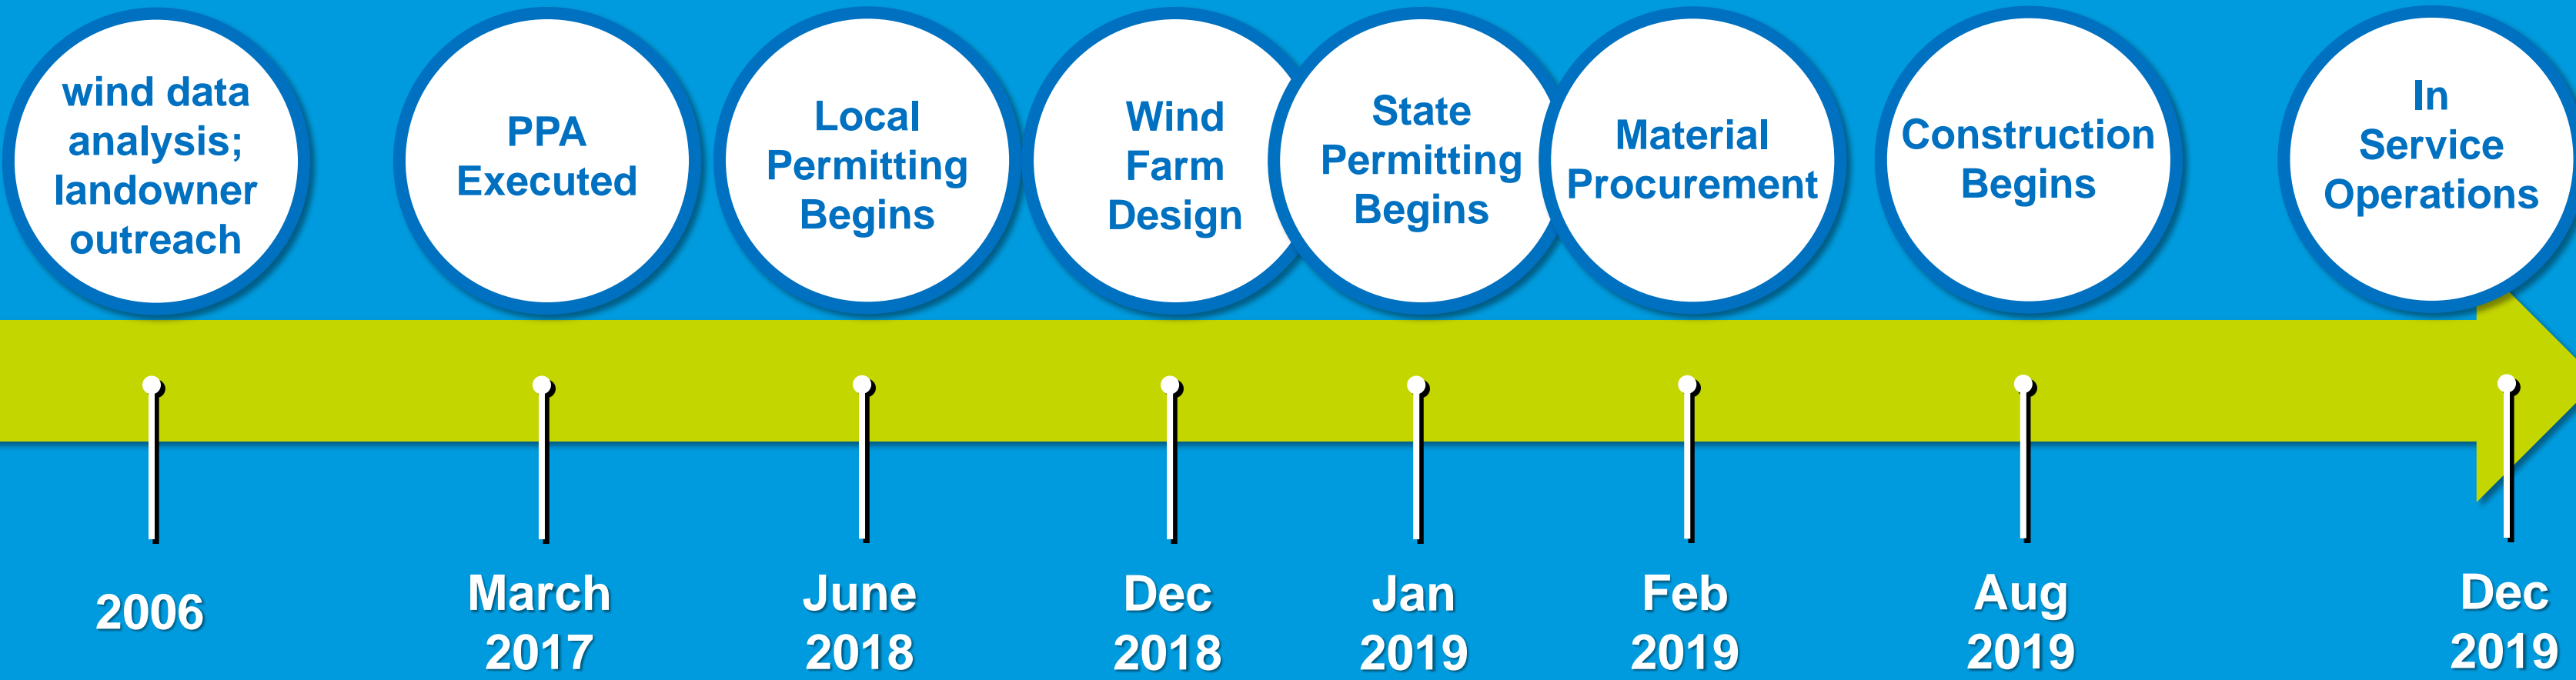 wind data
analysis;
landowner
outreach
PPA
Executed
Local
Permitting
Begins
Wind
Farm
Design
State
Permitting
Begins
Material
Procurement
Construction
Begins
In
Service
Operations
2006
March
2017
June
2018
Dec
2018
Jan
2019
Feb
2019
Aug
2019
Dec
2019